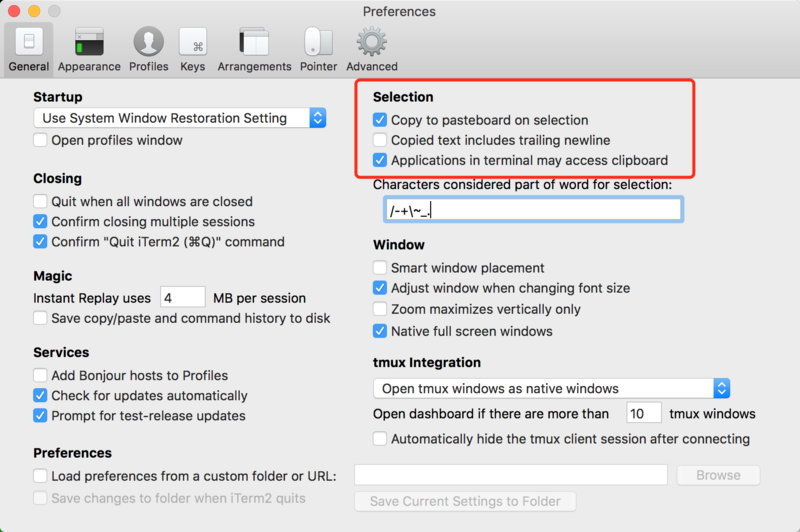 Preferences
General Appearance Profiles Keys Arrangements Pointer Advanced
Startup
Use System Window Restoration Setting
Open profiles window
Closing
Quit when all windows are closed
Confirm closing multiple sessions
Confirm "Quit iTerm2 (⌘Q)" command
Magic
Instant Replay uses 4 MB per session
Save copy/paste and command history to disk
Services
Add Bonjour hosts to Profiles
Check for updates automatically
Prompt for test-release updates
Selection
Copy to pasteboard on selection
Copied text includes trailing newline
Applications in terminal may access clipboard
Characters considered part of word for selection:
/-+\~_.
Window
Smart window placement
Adjust window when changing font size
Zoom maximizes vertically only
Native full screen windows
tmux Integration
Open tmux windows as native windows
Open dashboard if there are more than 10 tmux windows
Automatically hide the tmux client session after connecting
Preferences
Load preferences from a custom folder or URL: Browse
Save changes to folder when iTerm2 quits Save Current Settings to Folder